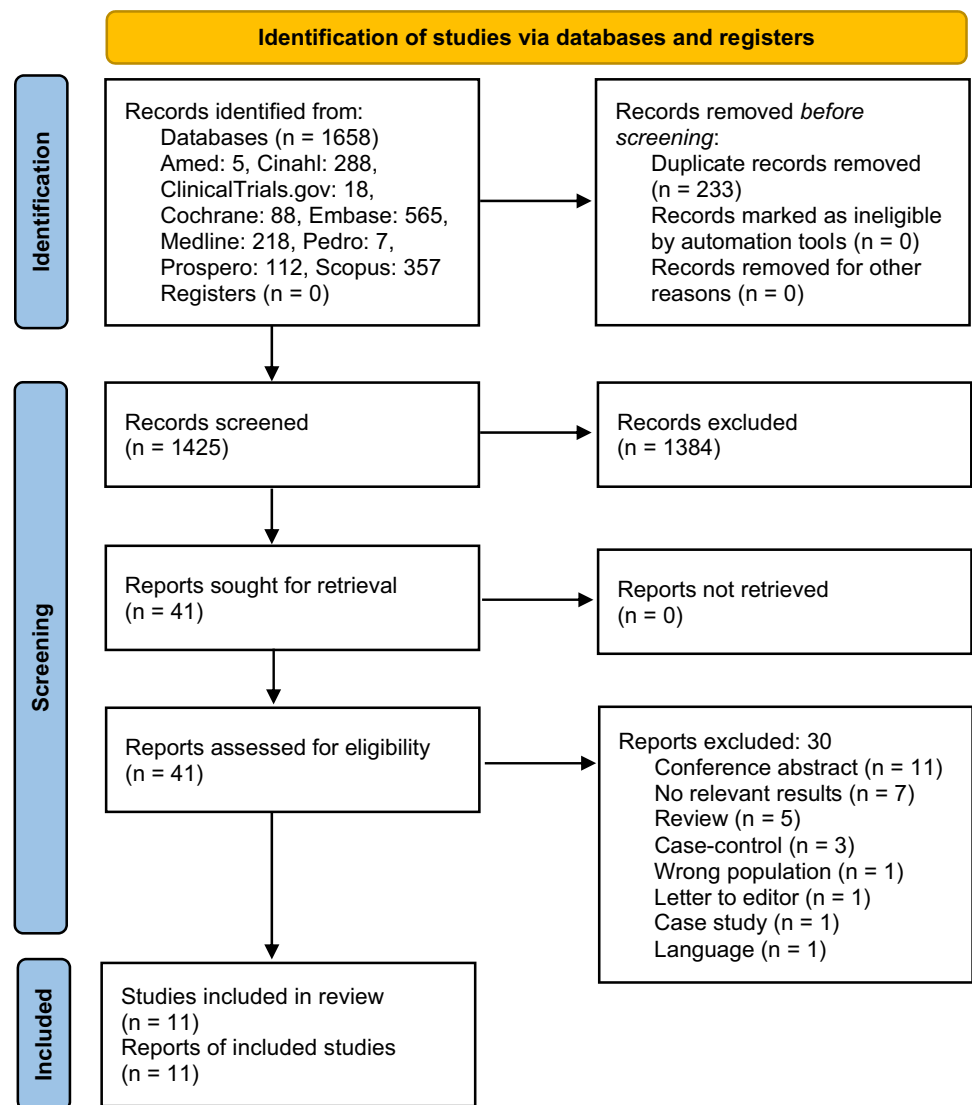 Identification of studies via databases and registers
Identification
Records identified from:
Databases (n = 1658)
Amed: 5, Cinahl: 288,
ClinicalTrials.gov: 18,
Cochrane: 88, Embase: 565,
Medline: 218, Pedro: 7,
Prospero: 112, Scopus: 357
Registers (n = 0)
Records removed before
screening:
Duplicate records removed
(n = 233)
Records marked as ineligible
by automation tools (n = 0)
Records removed for other
reasons (n = 0)
Screening
Records screened
(n = 1425)
Records excluded
(n = 1384)
Reports sought for retrieval
(n = 41)
Reports not retrieved
(n = 0)
Reports assessed for eligibility
(n = 41)
Reports excluded: 30
Conference abstract (n = 11)
No relevant results (n = 7)
Review (n = 5)
Case-control (n = 3)
Wrong population (n = 1)
Letter to editor (n = 1)
Case study (n = 1)
Language (n = 1)
Included
Studies included in review
(n = 11)
Reports of included studies
(n = 11)